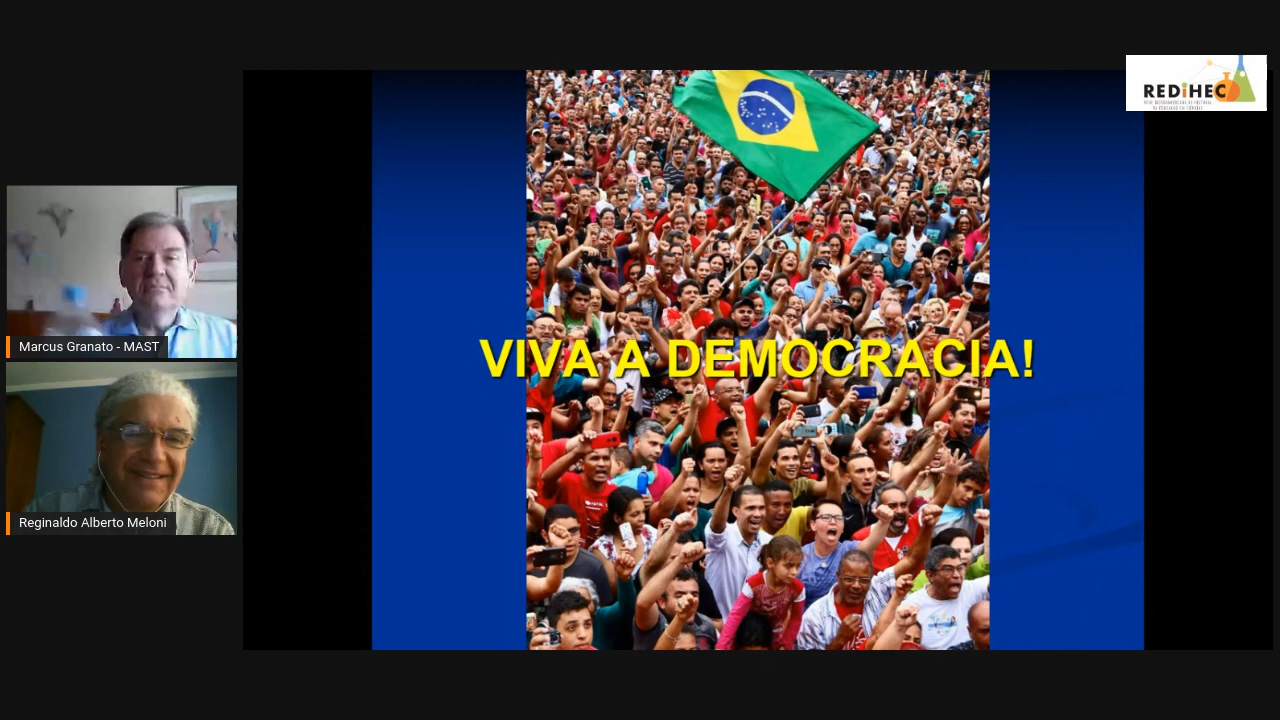 REDiHEC
VIVA A DEMOCRACIA!
Marcus Granato - MAST
Reginaldo Alberto Meloni